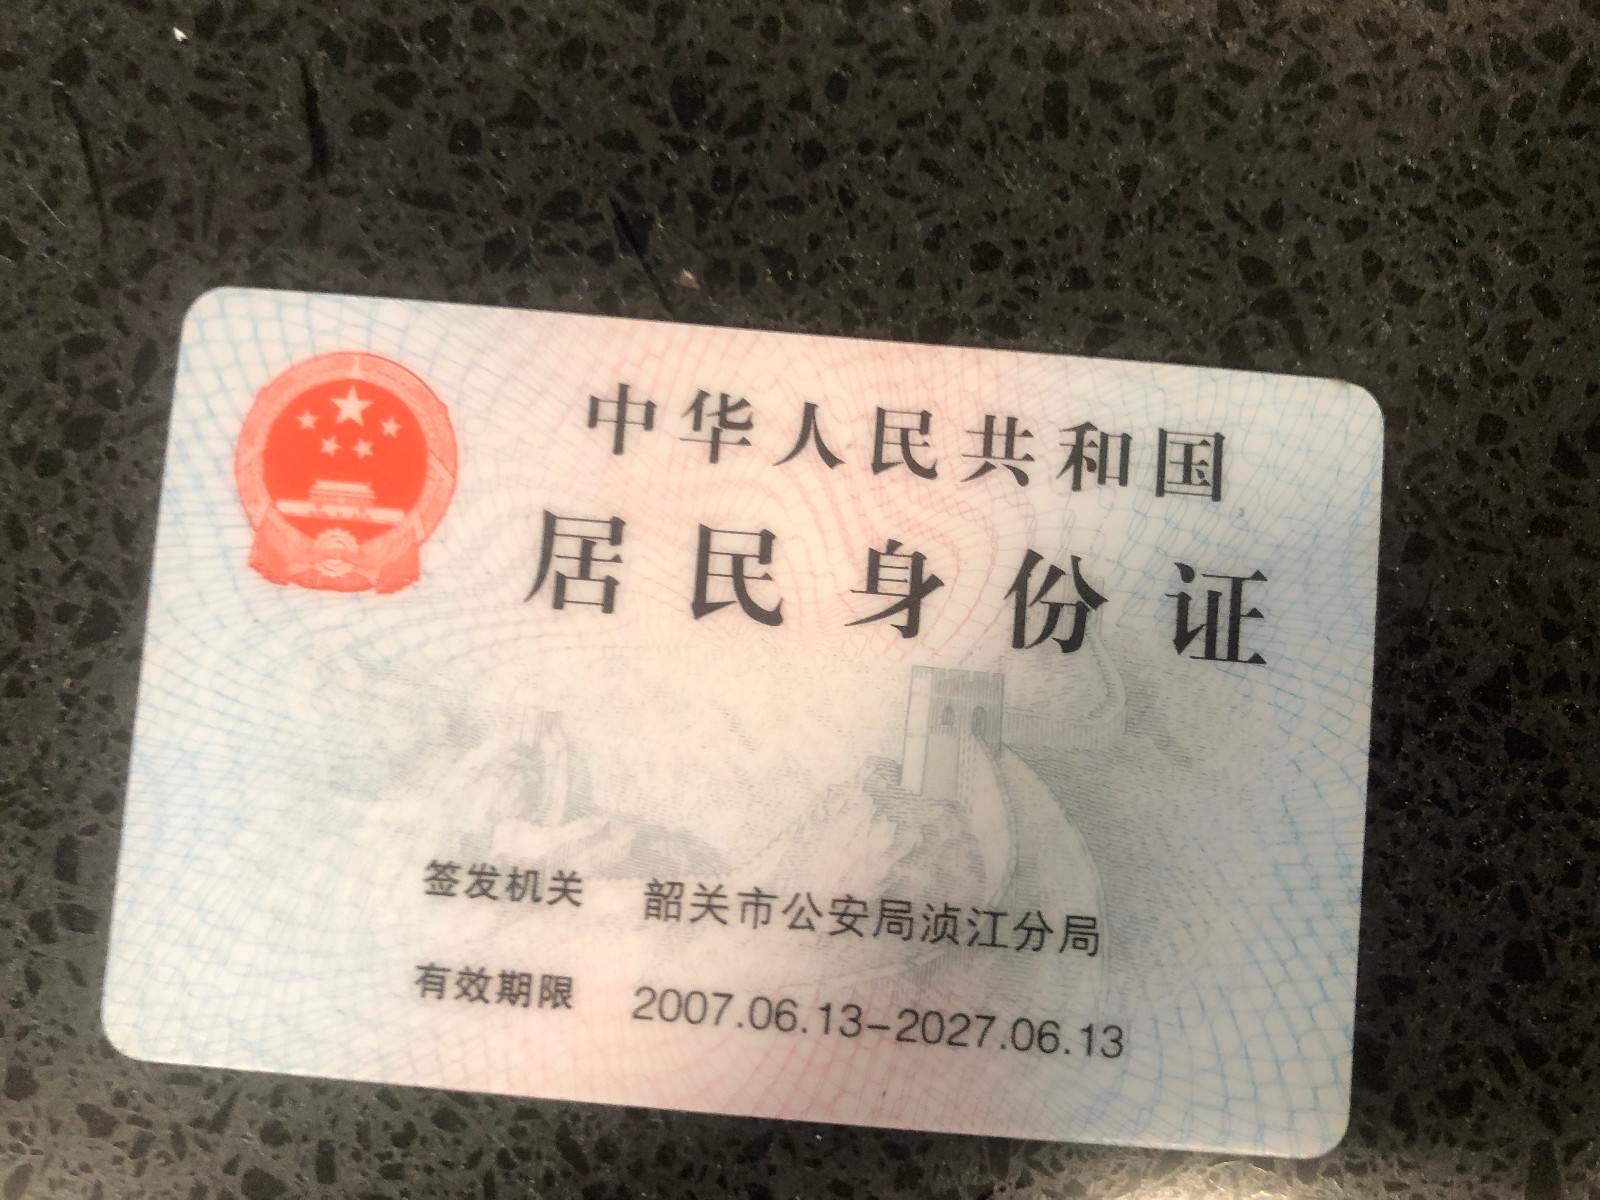 中华人民共和国
居民身份证
签发机关 韶关市公安局浈江分局
有效期限 2007.06.13-2027.06.13